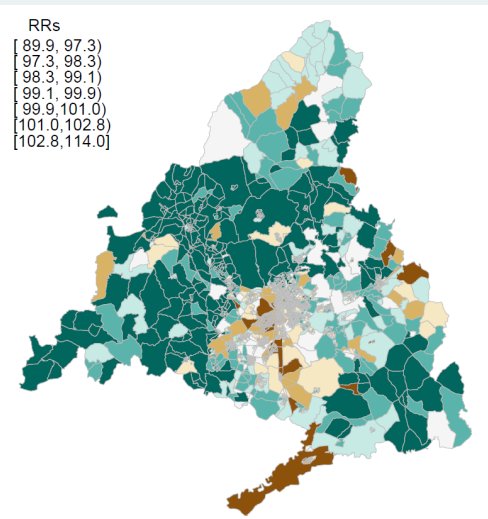 RRs
[ 89.9, 97.3)
[ 97.3, 98.3)
[ 98.3, 99.1)
[ 99.1, 99.9)
[ 99.9,101.0)
[101.0,102.8)
[102.8,114.0]